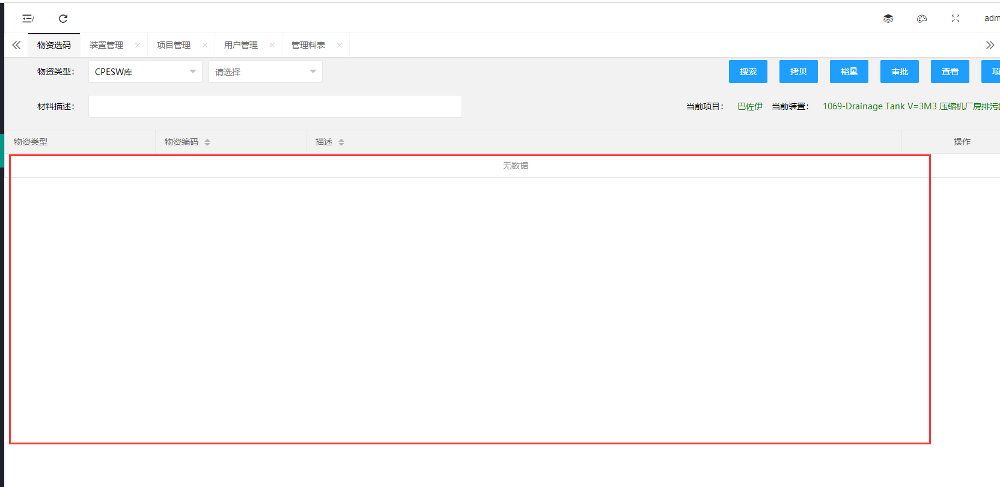 adm
物资选码 装置管理 项目管理 用户管理 管理料表
物资类型： CPESW库 请选择 搜索 拷贝 裕量 审批 查看 项
材料描述： 当前项目： 巴佐伊 当前装置： 1069-Drainage Tank V=3M3 压缩机厂房排污
物资类型 物资编码 描述 操作
无数据